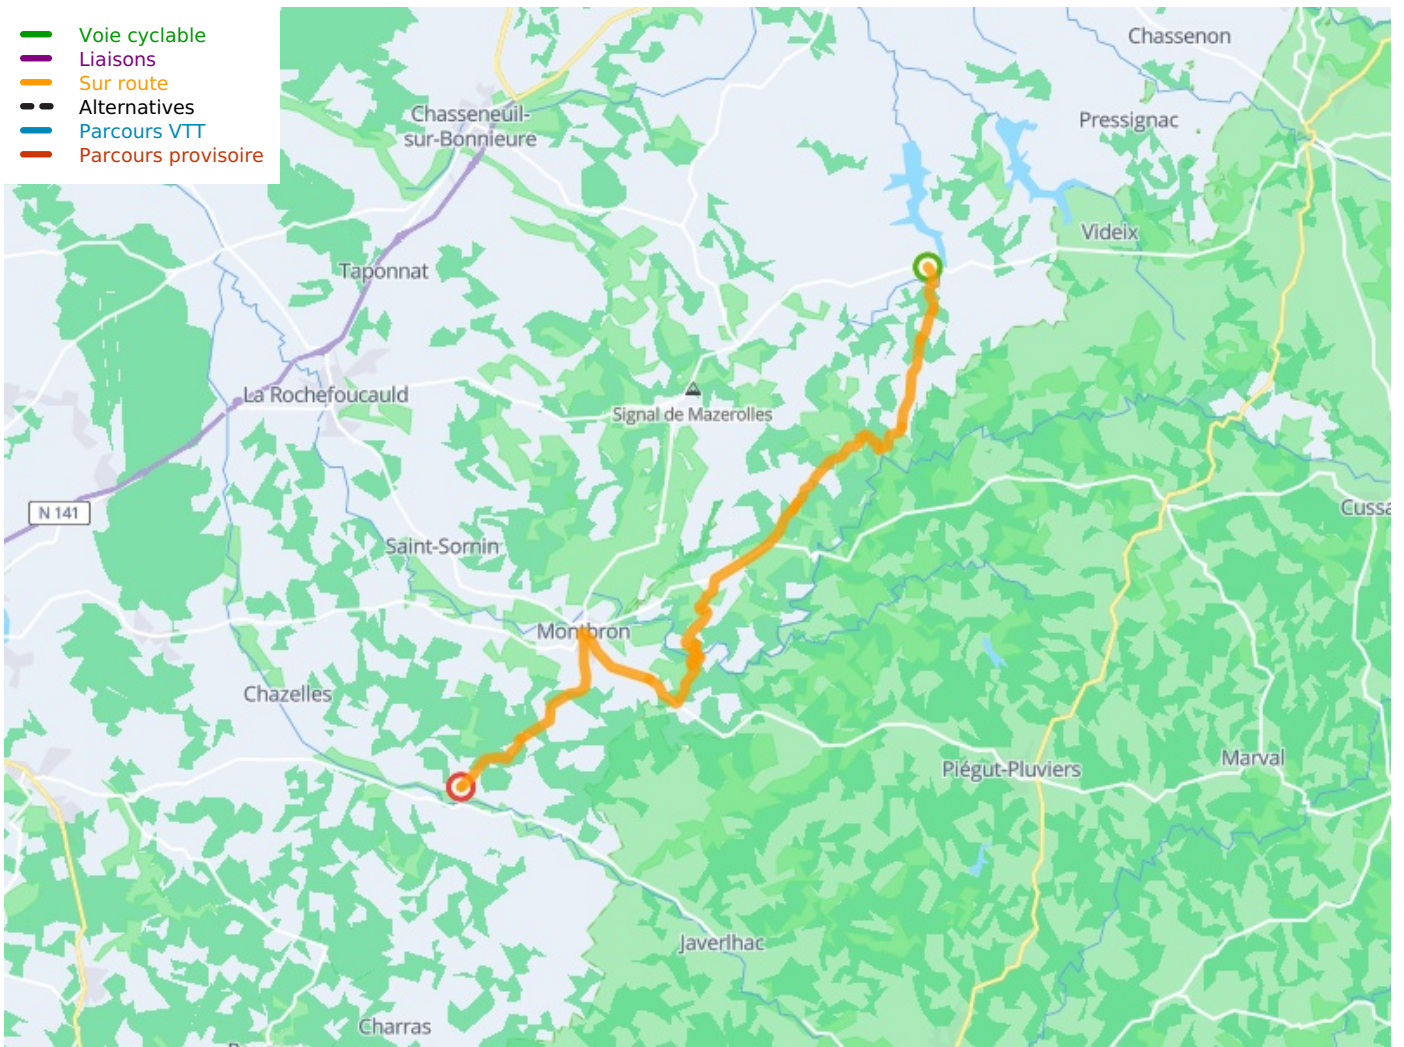 Voie cyclable
Liaisons
Sur route
Alternatives
Parcours VTT
Parcours provisoire
Chassenon
Chasseneuil-
sur-Bonnieure
Pressignac
Videix
Taponnat
La Rochefoucauld
Signal de Mazerolles
N 141
Cussa
Saint-Sornin
Montbron
Chazelles
Marval
Piégut-Pluviers
Javerlhac
Charras